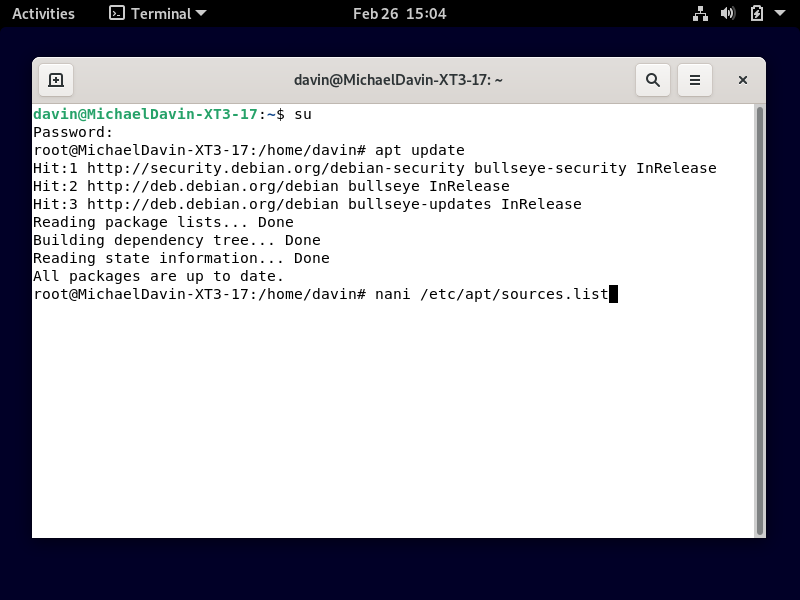 Activities Terminal Feb 26 15:04
davin@MichaelDavin-XT3-17: ~
davin@MichaelDavin-XT3-17:~$ su
Password:
root@MichaelDavin-XT3-17:/home/davin# apt update
Hit:1 http://security.debian.org/debian-security bullseye-security InRelease
Hit:2 http://deb.debian.org/debian bullseye InRelease
Hit:3 http://deb.debian.org/debian bullseye-updates InRelease
Reading package lists... Done
Building dependency tree... Done
Reading state information... Done
All packages are up to date.
root@MichaelDavin-XT3-17:/home/davin# nani /etc/apt/sources.list